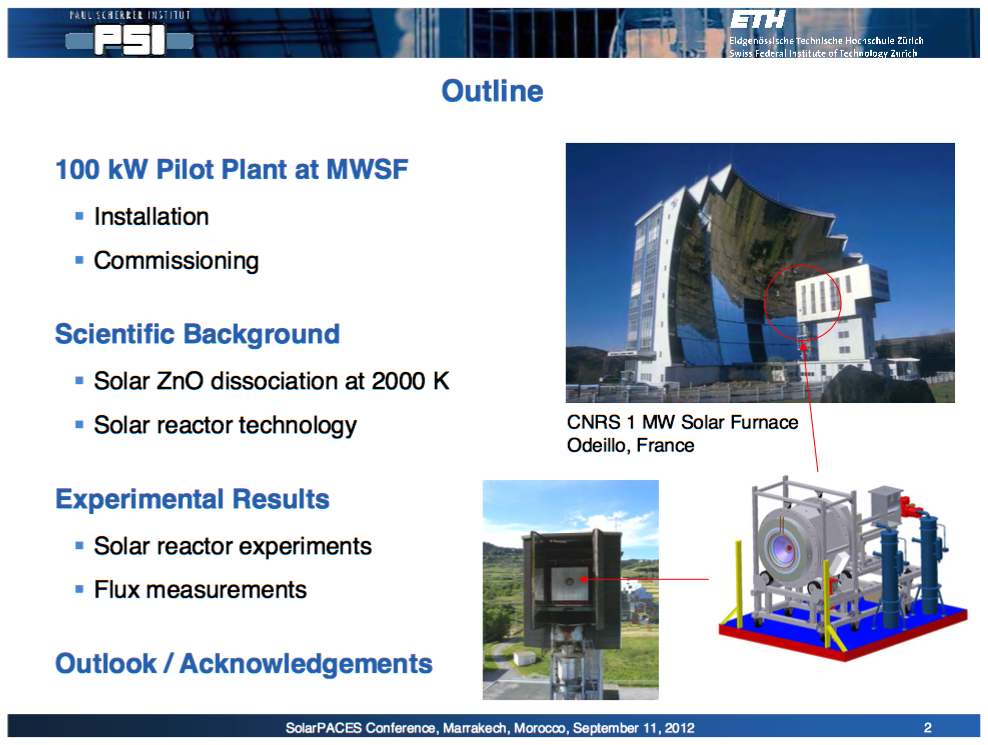 PAUL SCHERRER INSTITUT
PSI
ETH
Eidgenössische Technische Hochschule Zürich
Swiss Federal Institute of Technology Zurich
Outline
100 kW Pilot Plant at MWSF
Installation
Commissioning
Scientific Background
Solar ZnO dissociation at 2000 K
Solar reactor technology
Experimental Results
Solar reactor experiments
Flux measurements
Outlook / Acknowledgements
CNRS 1 MW Solar Furnace
Odeillo, France
SolarPACES Conference, Marrakech, Morocco, September 11, 2012
2